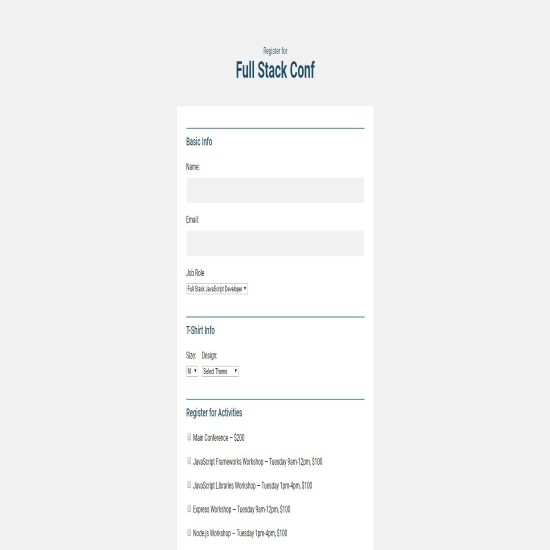 Register for
Full Stack Conf
Basic Info
Name:
Email:
Job Role
Full Stack JavaScript Developer
T-Shirt Info
Size: Design:
M Select Theme
Register for Activities
Main Conference — $200
JavaScript Frameworks Workshop — Tuesday 9am-12pm, $100
JavaScript Libraries Workshop — Tuesday 1pm-4pm, $100
Express Workshop — Tuesday 9am-12pm, $100
Node.js Workshop — Tuesday 1pm-4pm, $100